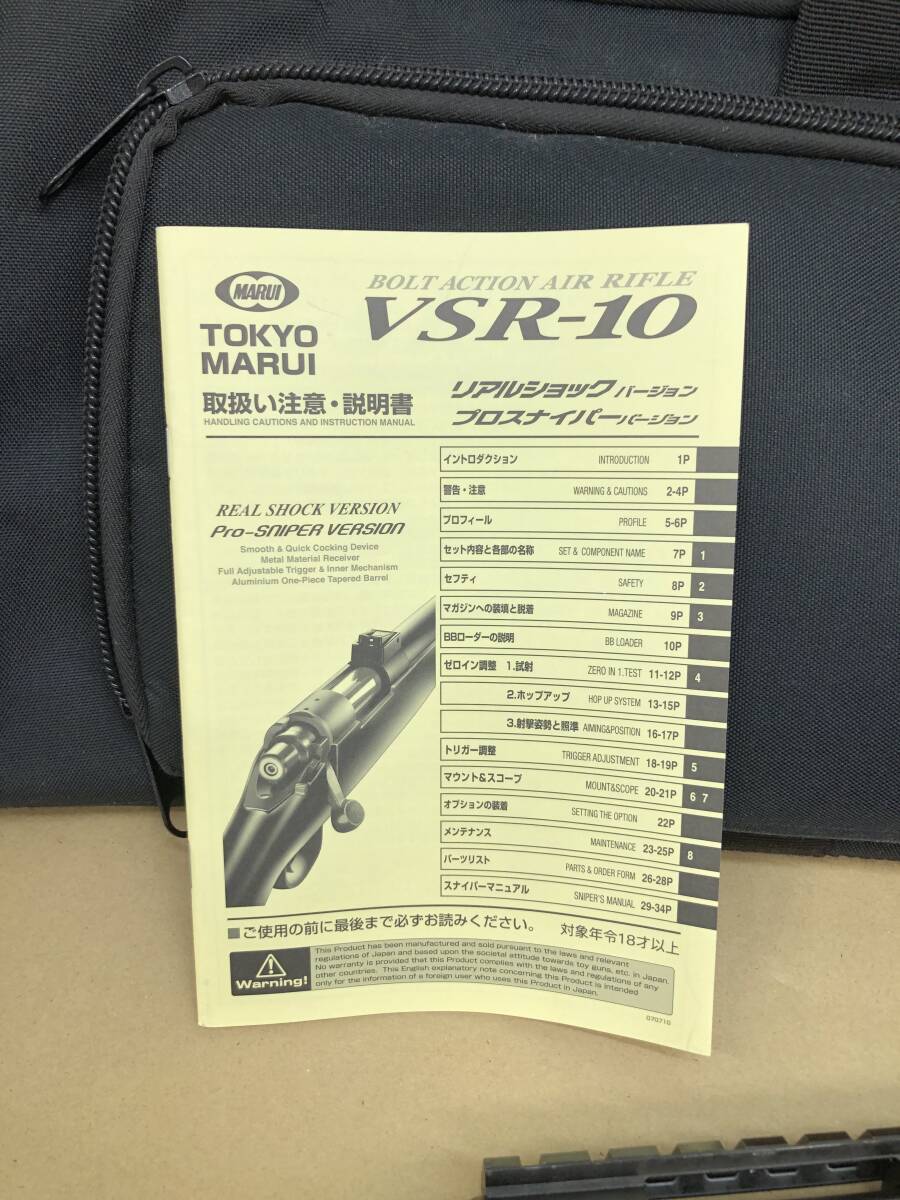 MARUI
TOKYO
MARUI
BOLT ACTION AIR RIFLE
VSR-10
取扱い注意・説明書
HANDLING CAUTIONS AND INSTRUCTION MANUAL
リアルショックバージョン
プロスナイパーバージョン
REAL SHOCK VERSION
Pro-SNIPER VERSION
Smooth & Quick Cocking Device
Metal Material Receiver
Full Adjustable Trigger & Inner Mechanism
Aluminium One-Piece Tapered Barrel
イントロダクション INTRODUCTION 1P
警告・注意 WARNING & CAUTIONS 2-4P
プロフィール PROFILE 5-6P
セット内容と各部の名称 SET & COMPONENT NAME 7P 1
セフティ SAFETY 8P 2
マガジンへの装填と脱着 MAGAZINE 9P 3
BBローダーの説明 BB LOADER 10P
ゼロイン調整 1.試射 ZERO IN 1.TEST 11-12P 4
2.ホップアップ HOP UP SYSTEM 13-15P
3.射撃姿勢と照準 AIMING&POSITION 16-17P
トリガー調整 TRIGGER ADJUSTMENT 18-19P 5
マウント&スコープ MOUNT&SCOPE 20-21P 6 7
オプションの装着 SETTING THE OPTION 22P
メンテナンス MAINTENANCE 23-25P 8
パーツリスト PARTS & ORDER FORM 26-28P
スナイパーマニュアル SNIPER'S MANUAL 29-34P
■ご使用の前に最後まで必ずお読みください。 対象年令18才以上
Warning!
This Product has been manufactured and sold pursuant to the laws and relevant
regulations of Japan and based upon the societal attitude towards toy guns, etc. in Japan.
No warranty is provided that this Product complies with the laws and regulations of any
other countries. This English explanatory note concerning this Product is intended
only for the information of a foreign user who uses this Product in Japan.
070710